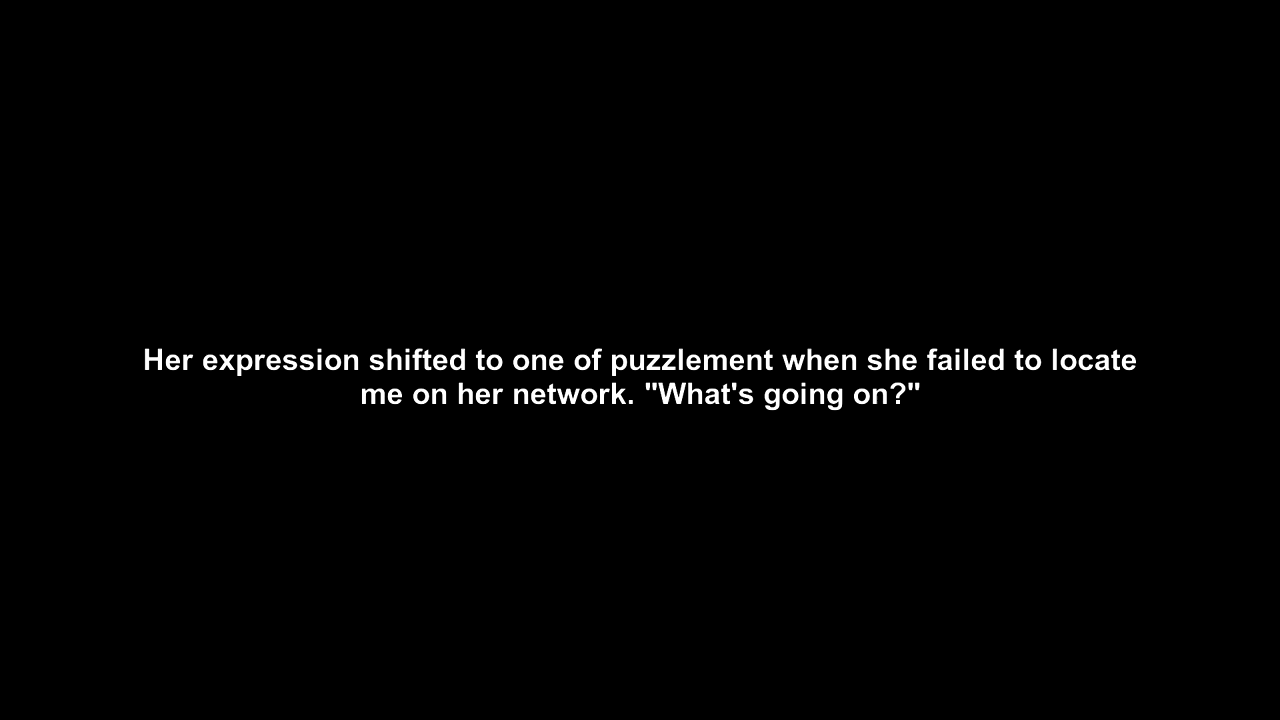 Her expression shifted to one of puzzlement when she failed to locate
me on her network. "What's going on?"